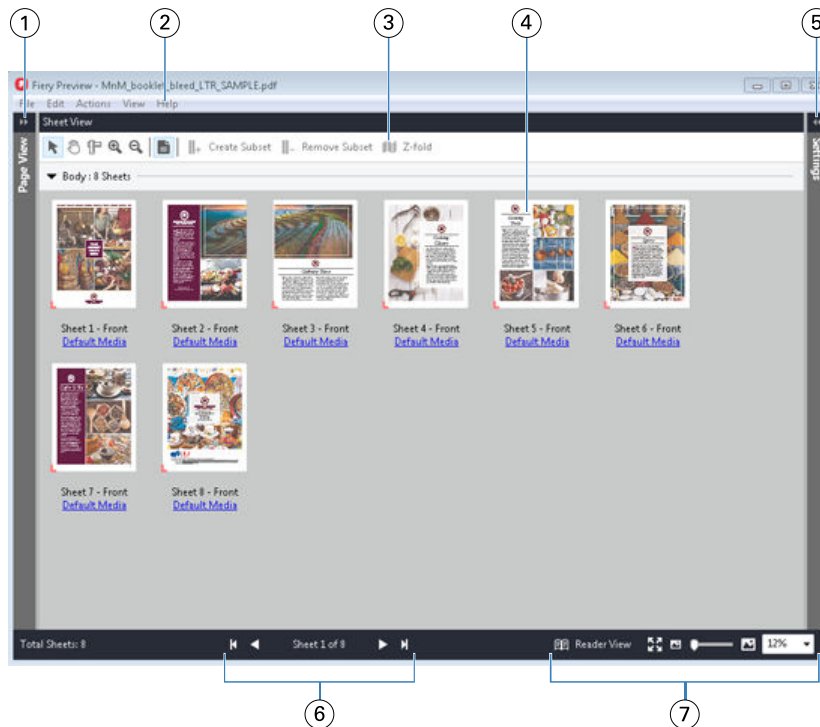 1 2 3 4 5
Fiery Preview - MnM_booklet_bleed_LTR_SAMPLE.pdf
File Edit Actions View Help
Sheet View
Page View
Settings
Create Subset Remove Subset Z-fold
Body : 8 Sheets
Sheet 1 - Front Sheet 2 - Front Sheet 3 - Front Sheet 4 - Front Sheet 5 - Front Sheet 6 - Front
Default Media Default Media Default Media Default Media Default Media Default Media
Sheet 7 - Front Sheet 8 - Front
Default Media Default Media
Total Sheets: 8 Sheet 1 of 8 Reader View 12%
6 7